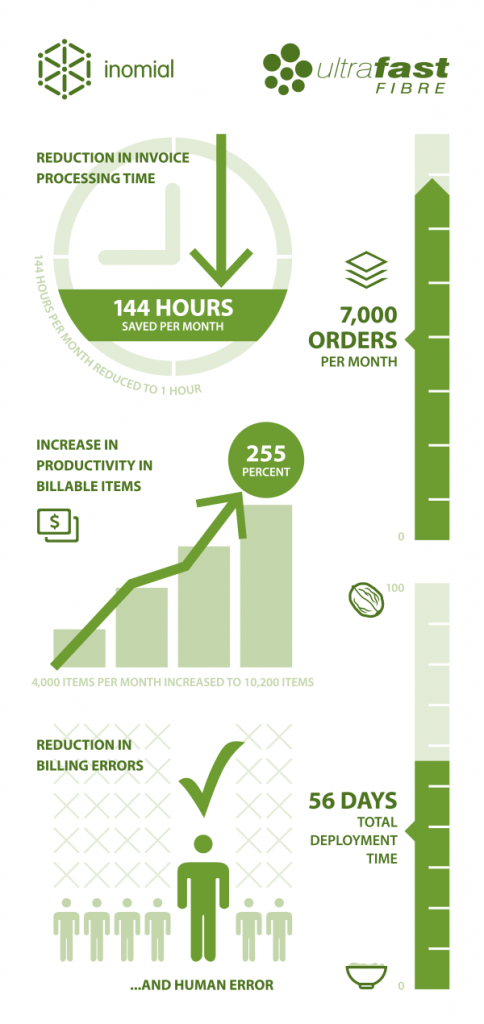 inomial
ultrafast
FIBRE
REDUCTION IN INVOICE
PROCESSING TIME
144 HOURS
SAVED PER MONTH
144 HOURS PER MONTH REDUCED TO 1 HOUR
7,000
ORDERS
PER MONTH
0
INCREASE IN
PRODUCTIVITY IN
BILLABLE ITEMS
$
255
PERCENT
4,000 ITEMS PER MONTH INCREASED TO 10,200 ITEMS
100
REDUCTION IN
BILLING ERRORS
56 DAYS
TOTAL
DEPLOYMENT
TIME
0
...AND HUMAN ERROR